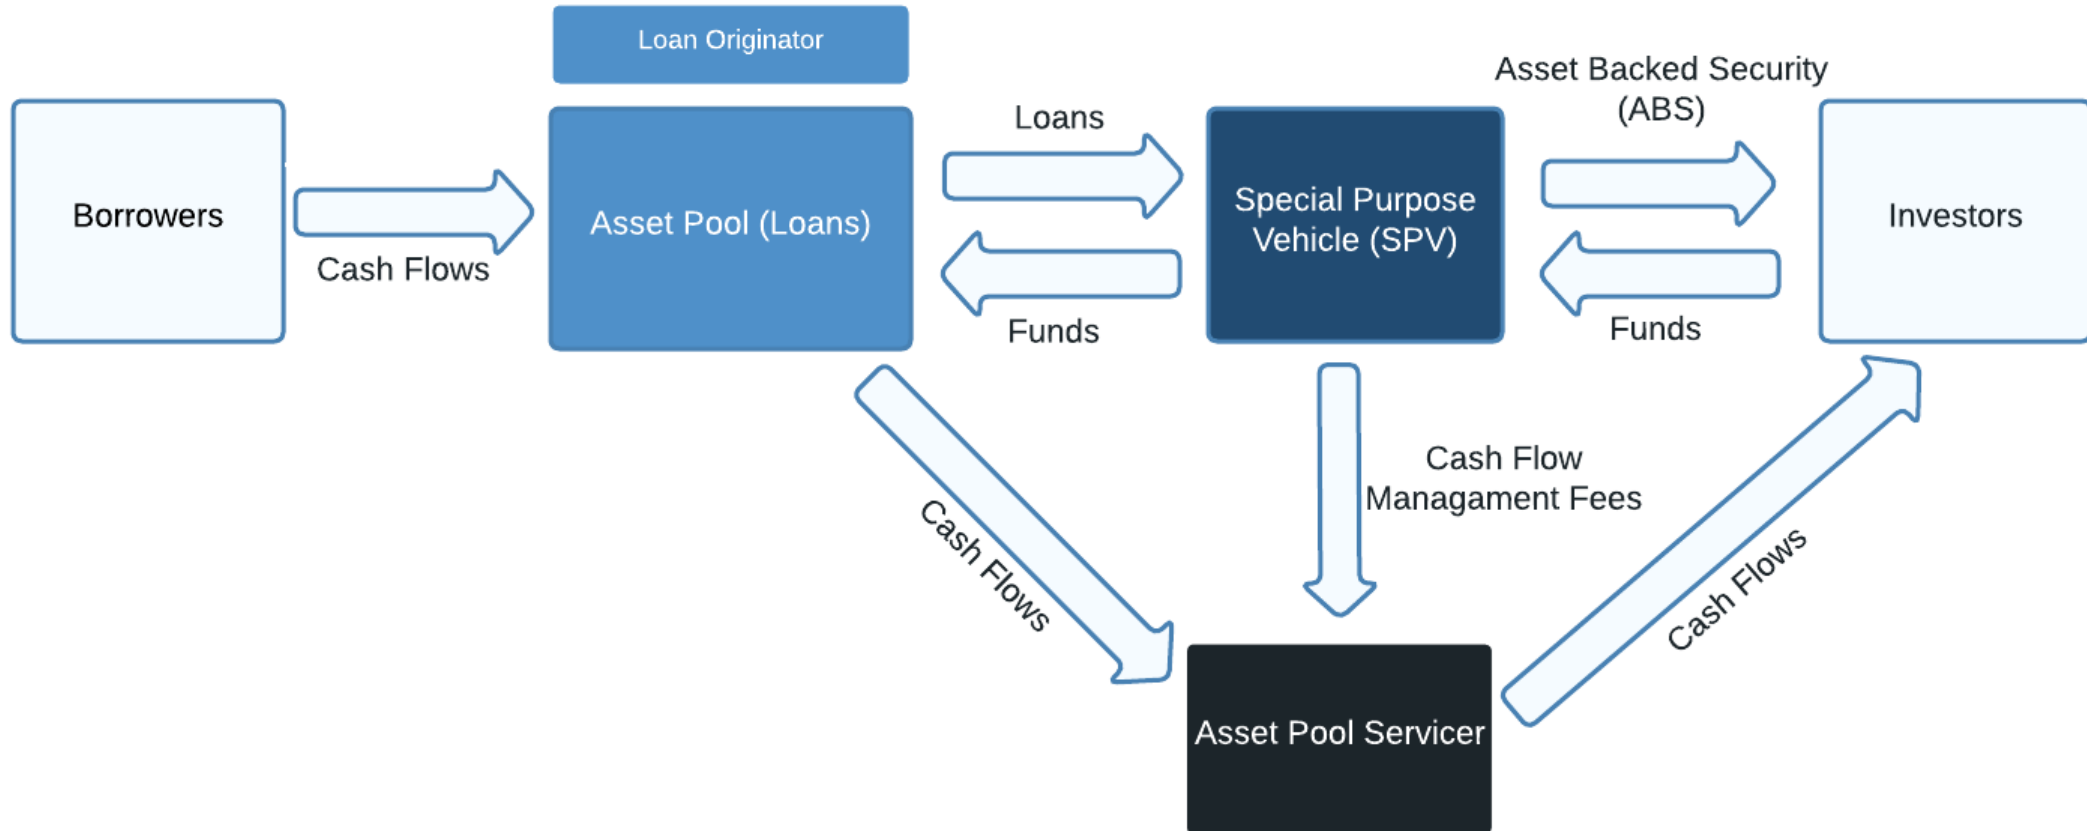 Loan Originator
Borrowers
Cash Flows
Asset Pool (Loans)
Loans
Funds
Special Purpose
Vehicle (SPV)
Asset Backed Security
(ABS)
Funds
Investors
Cash Flows
Cash Flow
Managament Fees
Cash Flows
Asset Pool Servicer